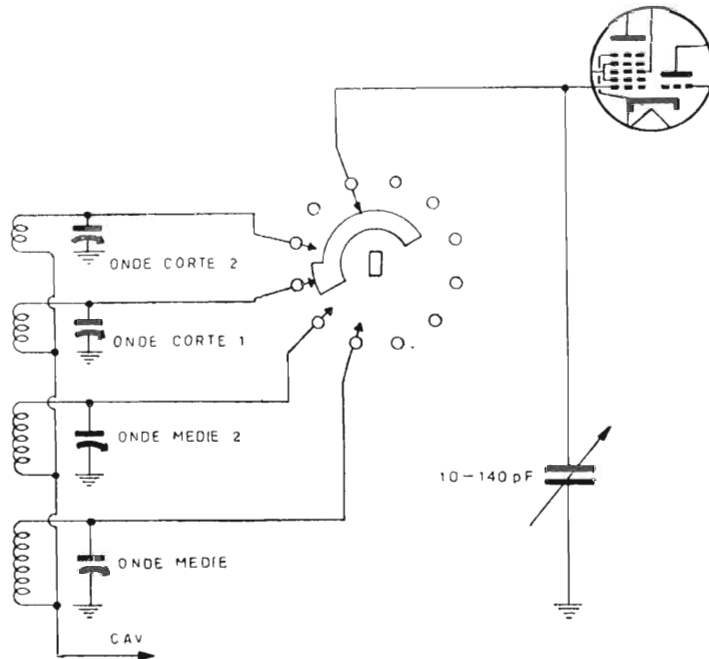 ONDE CORTE 2
ONDE CORTE 1
ONDE MEDIE 2
10-140 pF
ONDE MEDIE
CAV